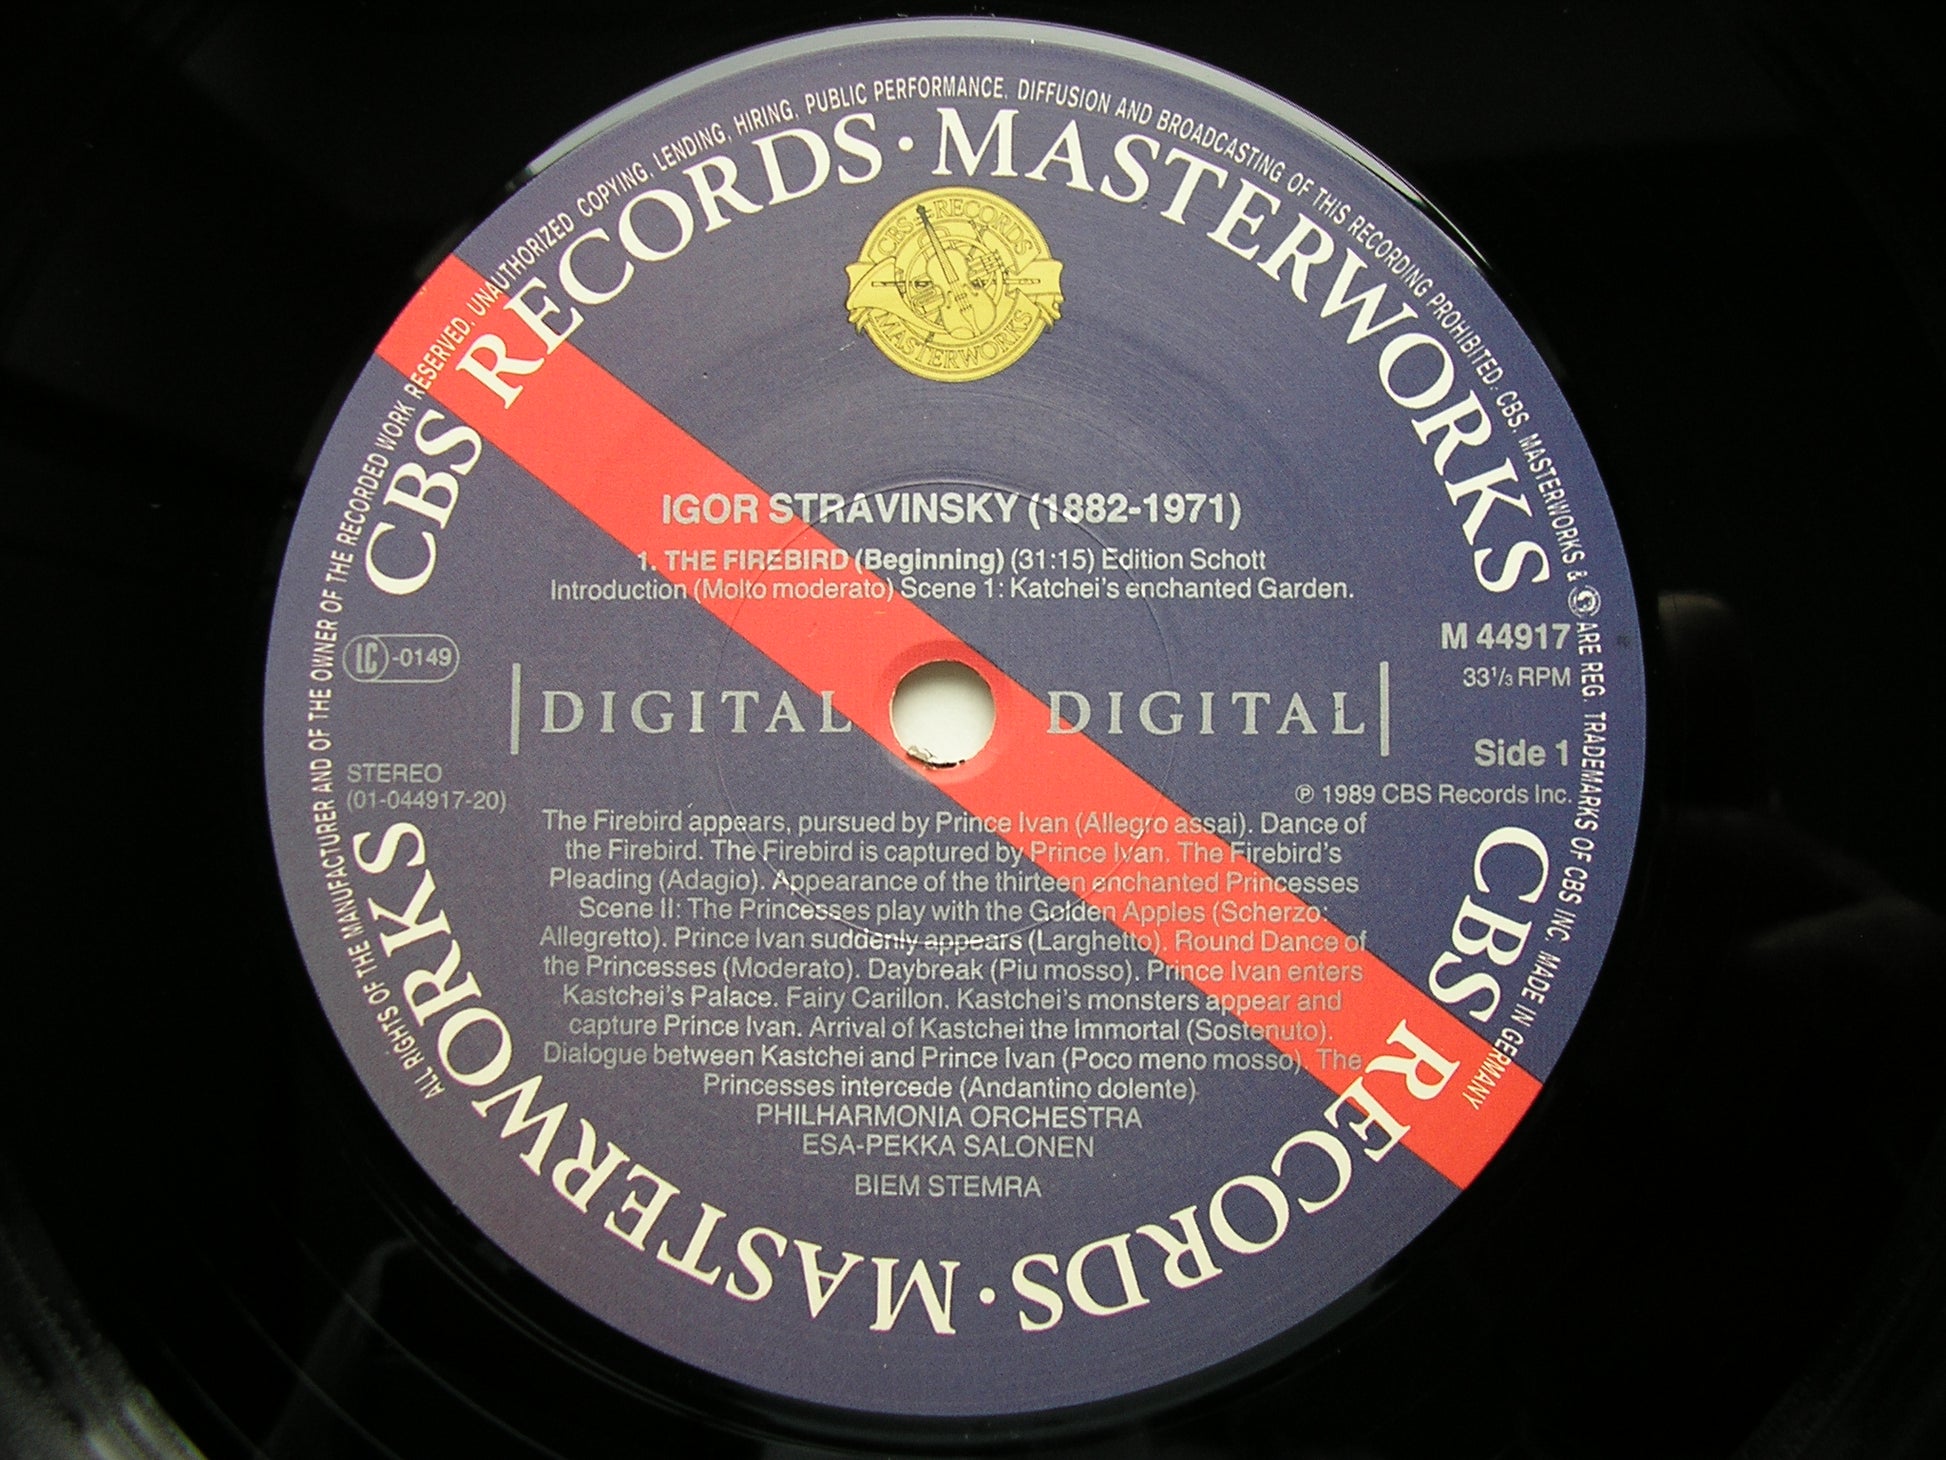 ALL RIGHTS OF THE MANUFACTURER AND OF THE OWNER OF THE RECORDED WORK RESERVED. UNAUTHORIZED COPYING, LENDING, HIRING, PUBLIC PERFORMANCE, DIFFUSION AND BROADCASTING OF THIS RECORDING PROHIBITED: CBS, MASTERWORKS & ARE REG. TRADEMARKS OF CBS INC. MADE IN GERMANY
CBS RECORDS · MASTERWORKS
CBS RECORDS · MASTERWORKS
CBS RECORDS
MASTERWORKS
IGOR STRAVINSKY (1882-1971)
1. THE FIREBIRD (Beginning) (31:15) Edition Schott
Introduction (Molto moderato) Scene 1: Katchei's enchanted Garden.
M 44917
LC-0149
33 1/3 RPM
DIGITAL DIGITAL
Side 1
STEREO
(01-044917-20)
℗ 1989 CBS Records Inc.
The Firebird appears, pursued by Prince Ivan (Allegro assai). Dance of
the Firebird. The Firebird is captured by Prince Ivan. The Firebird's
Pleading (Adagio). Appearance of the thirteen enchanted Princesses
Scene II: The Princesses play with the Golden Apples (Scherzo:
Allegretto). Prince Ivan suddenly appears (Larghetto). Round Dance of
the Princesses (Moderato). Daybreak (Piu mosso). Prince Ivan enters
Kastchei's Palace. Fairy Carillon. Kastchei's monsters appear and
capture Prince Ivan. Arrival of Kastchei the Immortal (Sostenuto).
Dialogue between Kastchei and Prince Ivan (Poco meno mosso). The
Princesses intercede (Andantino dolente)
PHILHARMONIA ORCHESTRA
ESA-PEKKA SALONEN
BIEM STEMRA